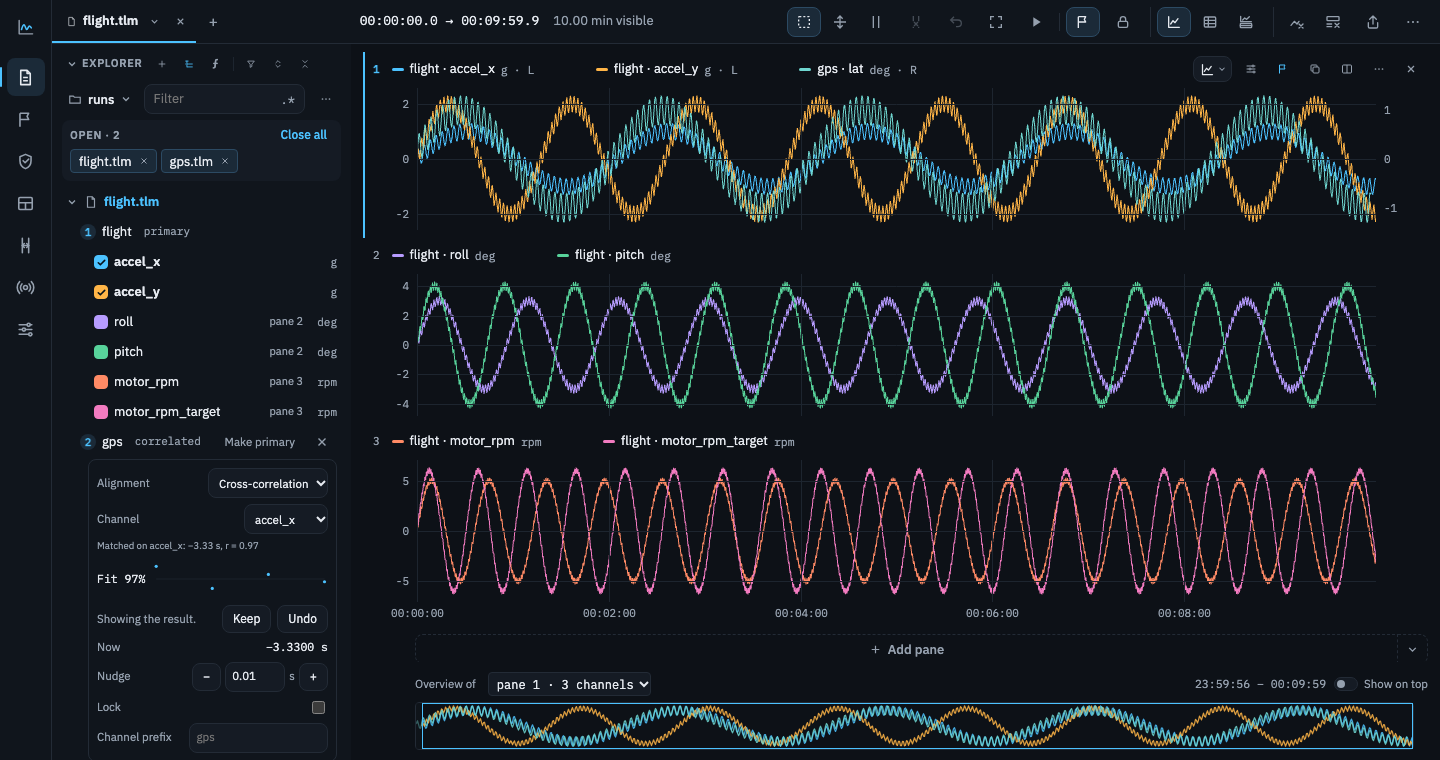 flight.tlm
00:00:00.0 → 00:09:59.9 10.00 min visible
EXPLORER
runs
Filter .*
OPEN · 2 Close all
flight.tlm × gps.tlm ×
flight.tlm
1 flight primary
accel_x g
accel_y g
roll pane 2 deg
pitch pane 2 deg
motor_rpm pane 3 rpm
motor_rpm_target pane 3 rpm
2 gps correlated Make primary
Alignment Cross-correlation
Channel accel_x
Matched on accel_x: −3.33 s, r = 0.97
Fit 97%
Showing the result. Keep Undo
Now −3.3300 s
Nudge − 0.01 s +
Lock
Channel prefix gps
1 flight · accel_x g · L flight · accel_y g · L gps · lat deg · R
2
0
-2
1
0
-1
2 flight · roll deg flight · pitch deg
4
2
0
-2
-4
3 flight · motor_rpm rpm flight · motor_rpm_target rpm
5
0
-5
00:00:00 00:02:00 00:04:00 00:06:00 00:08:00
+ Add pane
Overview of pane 1 · 3 channels 23:59:56 – 00:09:59 Show on top